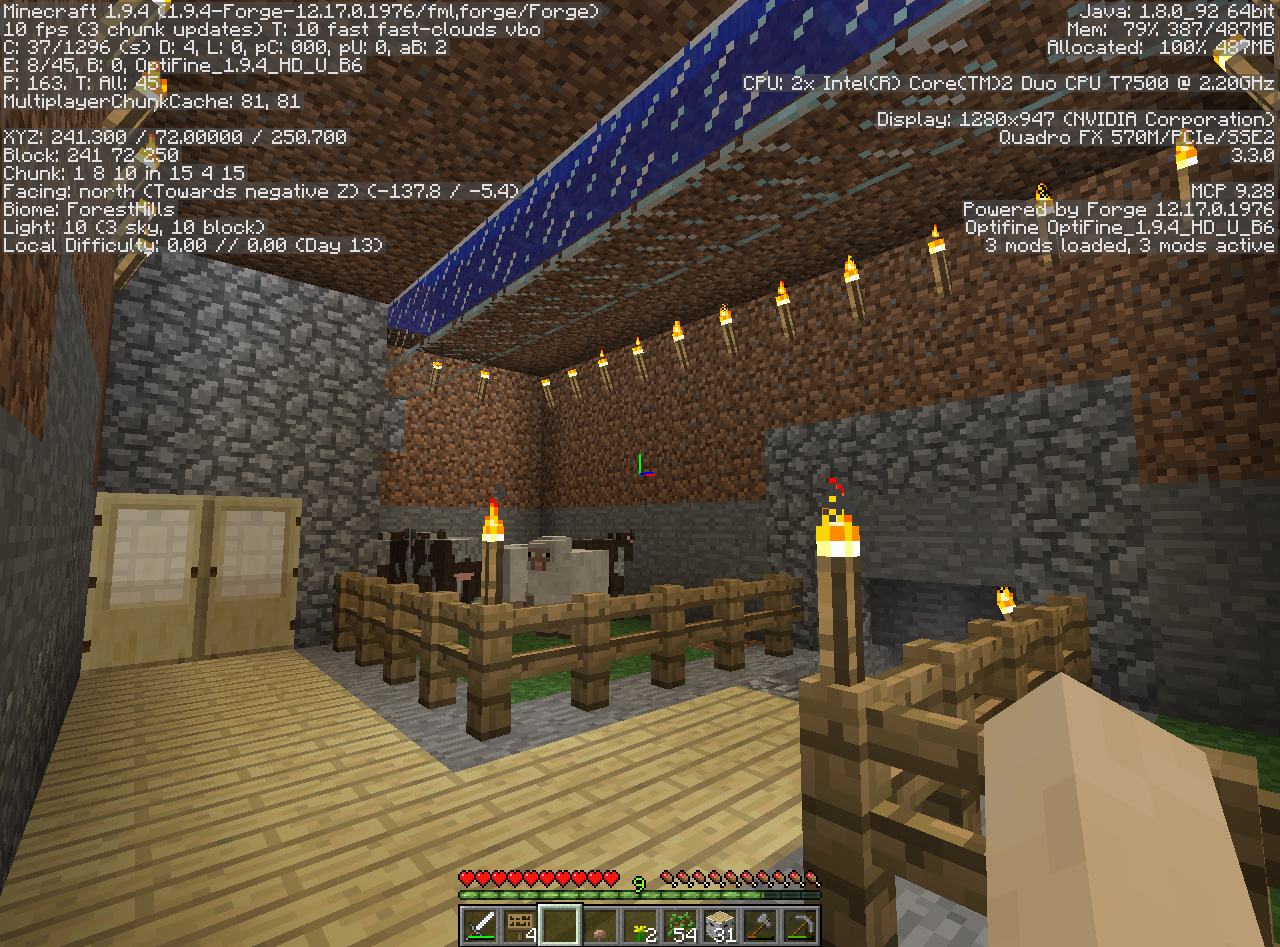 Minecraft 1.9.4 (1.9.4-Forge-12.17.0.1976/fml,forge/Forge)
10 fps (3 chunk updates) T: 10 fast fast-clouds vbo
C: 37/1296 (s) D: 4, L: 0, pC: 000, pU: 0, aB: 2
E: 8/45, B: 0, OptiFine_1.9.4_HD_U_B6
P: 163. T: All: 45
MultiplayerChunkCache: 81, 81
XYZ: 241.300 / 72.00000 / 250.700
Block: 241 72 250
Chunk: 1 8 10 in 15 4 15
Facing: north (Towards negative Z) (-137.8 / -5.4)
Biome: ForestHills
Light: 10 (3 sky, 10 block)
Local Difficulty: 0.00 // 0.00 (Day 13)
Java: 1.8.0_92 64bit
Mem: 79% 387/487MB
Allocated: 100% 487MB
CPU: 2x Intel(R) Core(TM)2 Duo CPU T7500 @ 2.20GHz
Display: 1280x947 (NVIDIA Corporation)
Quadro FX 570M/PCIe/SSE2
3.3.0
MCP 9.28
Powered by Forge 12.17.0.1976
Optifine OptiFine_1.9.4_HD_U_B6
3 mods loaded, 3 mods active
9
4 2 54 31